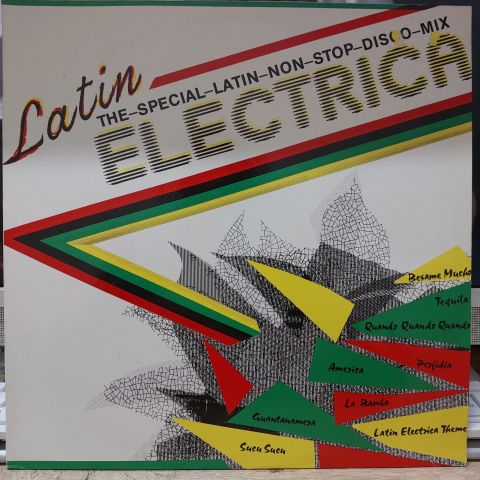 Latin
THE-SPECIAL-LATIN-NON-STOP-DISCO-MIX
ELECTRICA
Besame Mucho
Tequila
Quando Quando Quando
Perfidia
America
La Bamba
Guantanamera
Latin Electrica Theme
Sucu Sucu